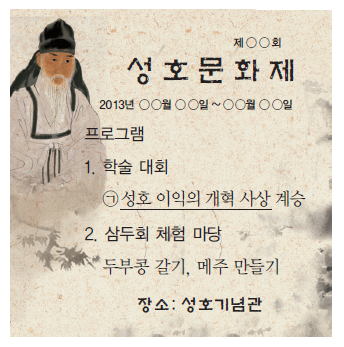 제○○회
성호문화제
2013년 ○○월 ○○일 ~ ○○월 ○○일
프로그램
1. 학술 대회
㉠성호 이익의 개혁 사상 계승
2. 삼두회 체험 마당
두부콩 갈기, 메주 만들기
장소: 성호기념관